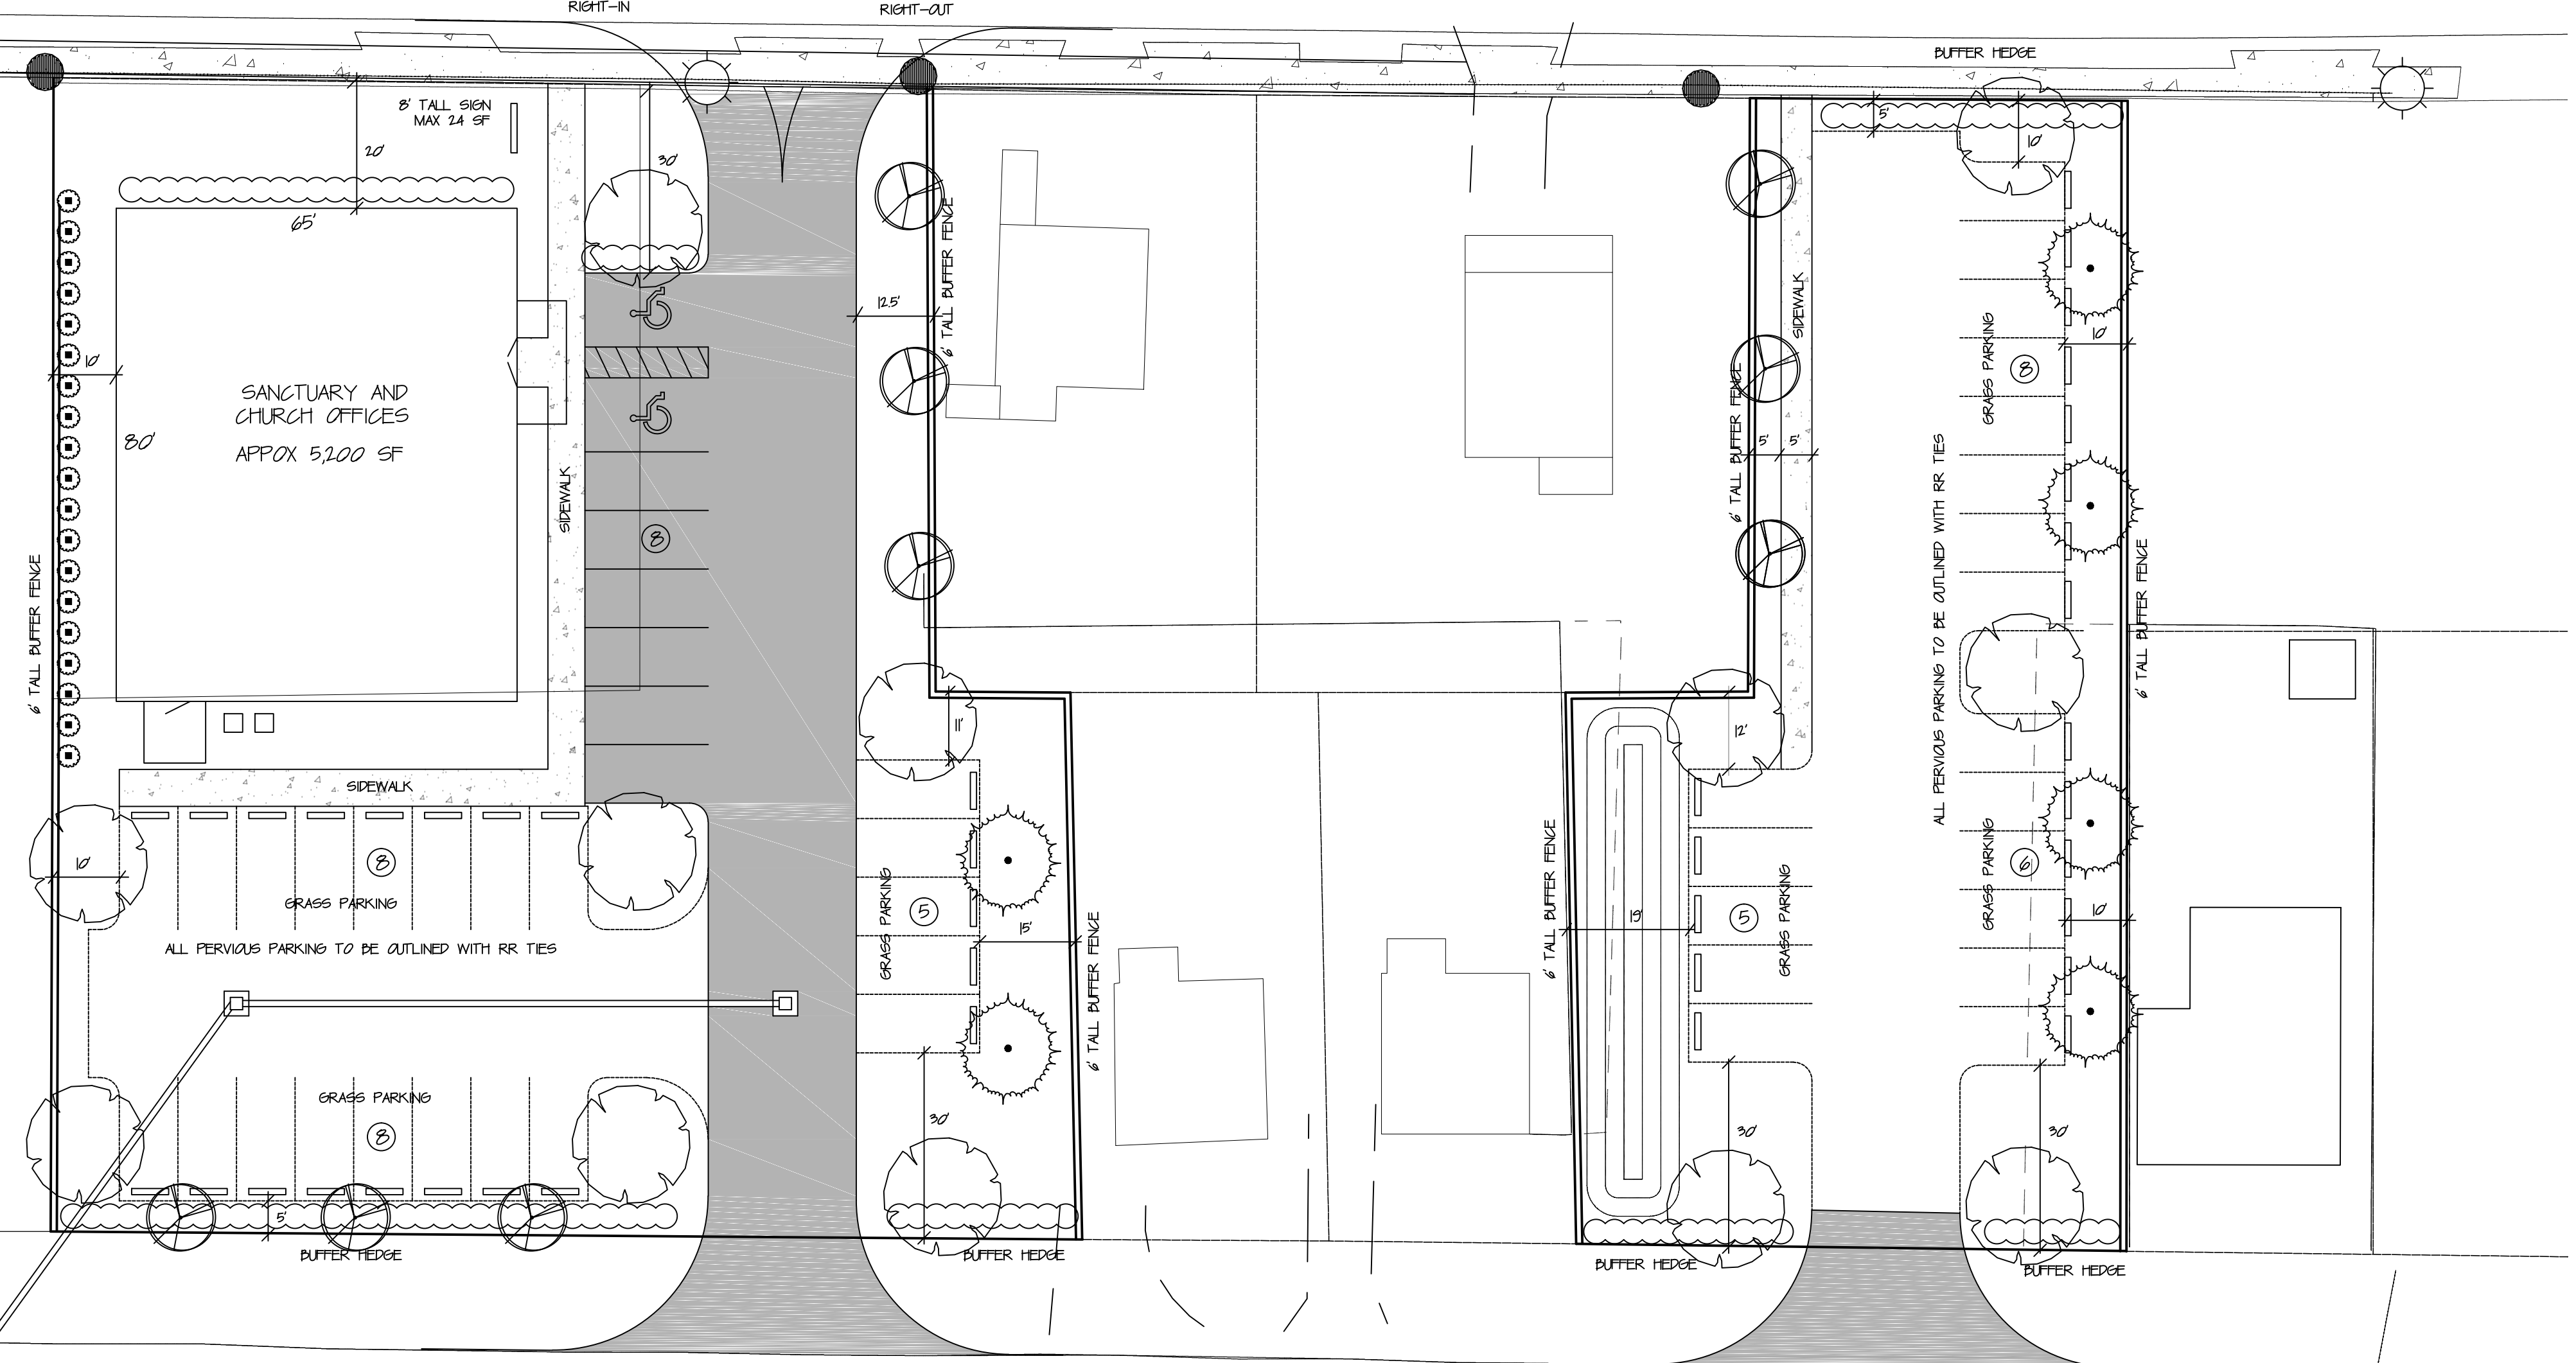 RIGHT-IN
RIGHT-OUT
BUFFER HEDGE
8' TALL SIGN
MAX 24 SF
20'
30'
5'
10'
65'
6' TALL BUFFER FENCE
12.5'
SIDEWALK
GRASS PARKING
8
10'
10'
SANCTUARY AND
CHURCH OFFICES
APPOX 5,200 SF
80'
SIDEWALK
8
6' TALL BUFFER FENCE
5'
5'
ALL PERVIOUS PARKING TO BE OUTLINED WITH RR TIES
6' TALL BUFFER FENCE
6' TALL BUFFER FENCE
11'
12'
SIDEWALK
10'
8
GRASS PARKING
ALL PERVIOUS PARKING TO BE OUTLINED WITH RR TIES
GRASS PARKING
5
15'
6' TALL BUFFER FENCE
6' TALL BUFFER FENCE
19'
5
GRASS PARKING
GRASS PARKING
6
10'
GRASS PARKING
8
30'
30'
30'
5'
BUFFER HEDGE
BUFFER HEDGE
BUFFER HEDGE
BUFFER HEDGE